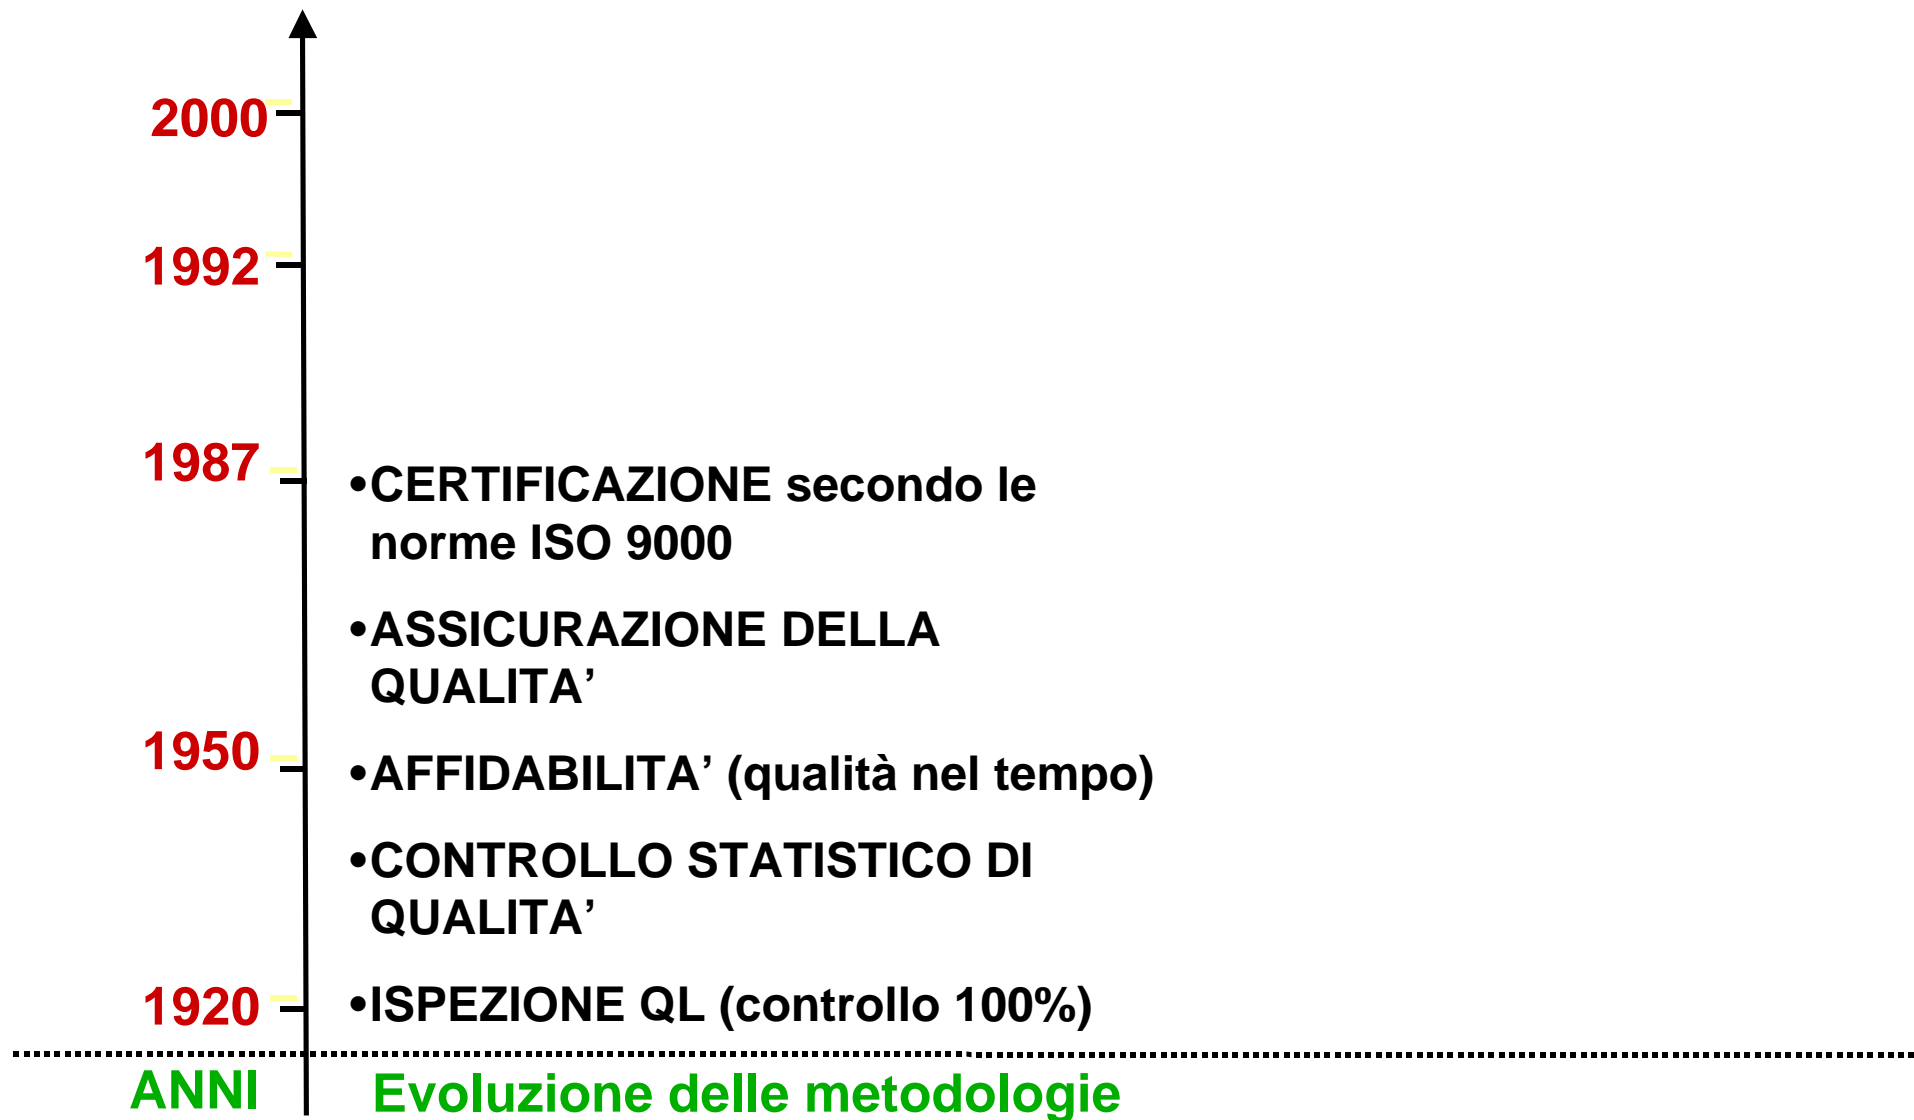 2000
1992
1987
•CERTIFICAZIONE secondo le
norme ISO 9000
•ASSICURAZIONE DELLA
QUALITA’
1950
•AFFIDABILITA’ (qualità nel tempo)
•CONTROLLO STATISTICO DI
QUALITA’
1920
•ISPEZIONE QL (controllo 100%)
ANNI
Evoluzione delle metodologie